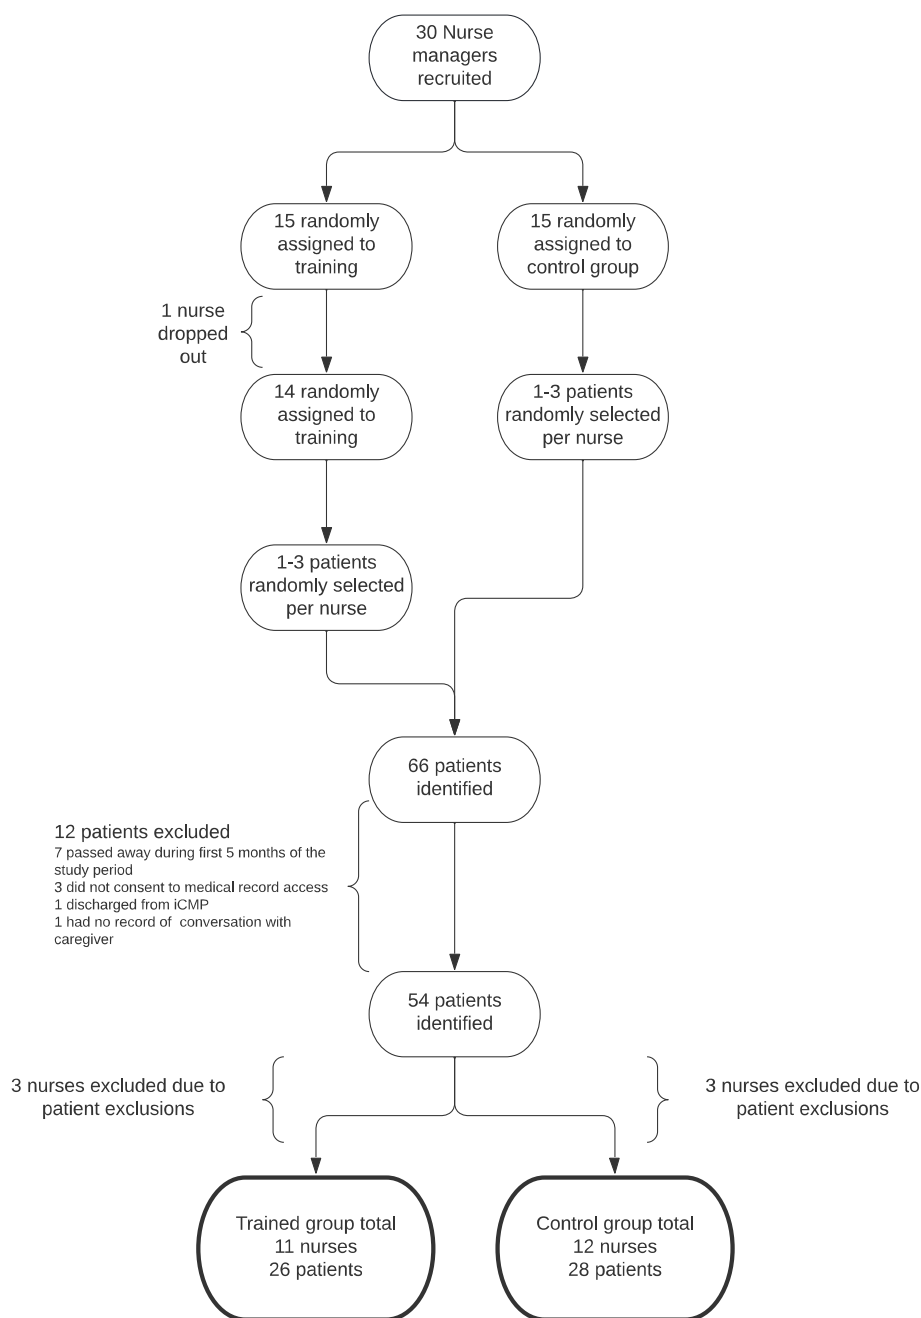 30 Nurse
managers
recruited
15 randomly
assigned to
training
15 randomly
assigned to
control group
1 nurse
dropped
out
14 randomly
assigned to
training
1-3 patients
randomly selected
per nurse
1-3 patients
randomly selected
per nurse
66 patients
identified
12 patients excluded
7 passed away during first 5 months of the
study period
3 did not consent to medical record access
1 discharged from iCMP
1 had no record of  conversation with
caregiver
54 patients
identified
3 nurses excluded due to
patient exclusions
3 nurses excluded due to
patient exclusions
Trained group total
11 nurses
26 patients
Control group total
12 nurses
28 patients